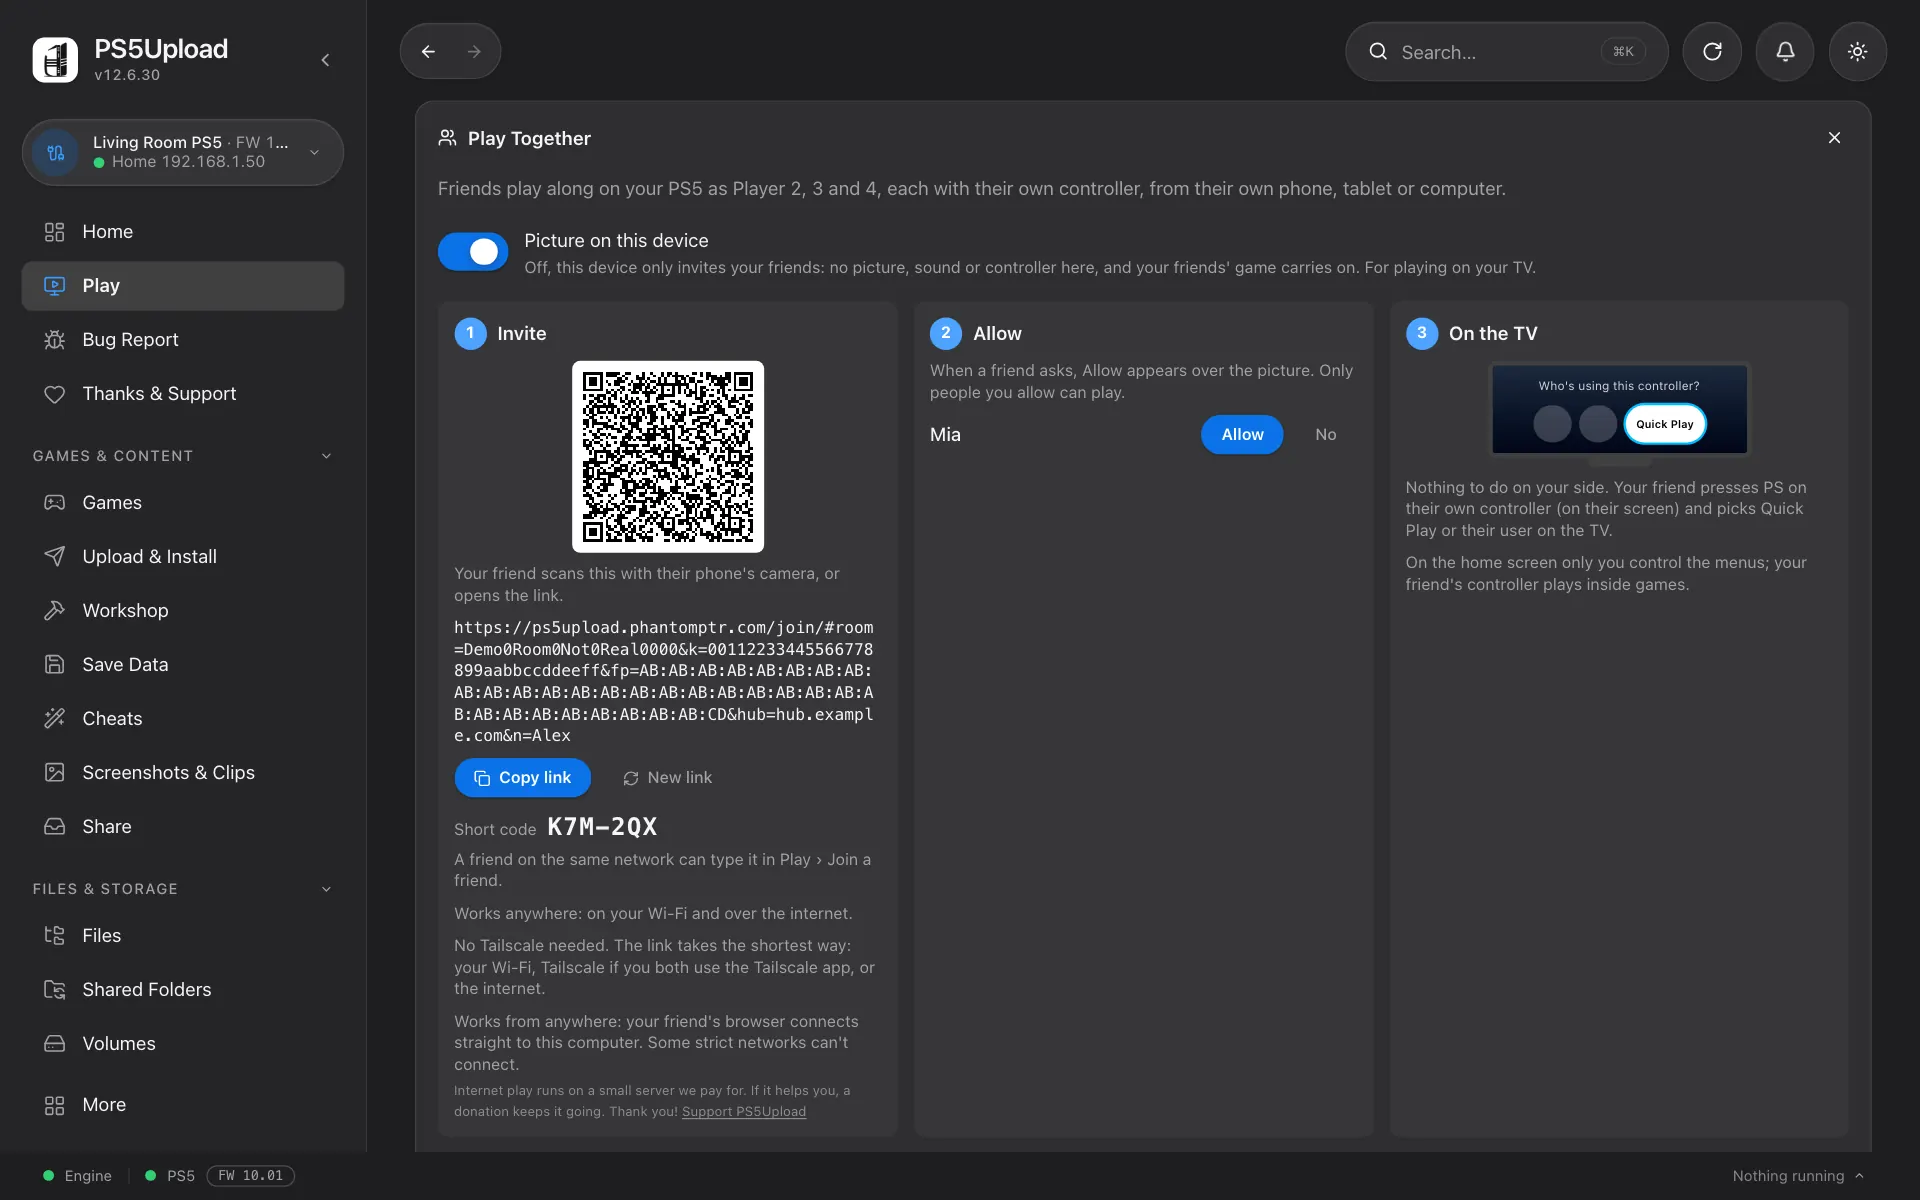 PS5Upload
v12.6.30
Living Room PS5 · FW 1...
Home 192.168.1.50
Home
Play
Bug Report
Thanks & Support
GAMES & CONTENT
Games
Upload & Install
Workshop
Save Data
Cheats
Screenshots & Clips
Share
FILES & STORAGE
Files
Shared Folders
Volumes
More
Search...
⌘K
Play Together
Friends play along on your PS5 as Player 2, 3 and 4, each with their own controller, from their own phone, tablet or computer.
Picture on this device
Off, this device only invites your friends: no picture, sound or controller here, and your friends' game carries on. For playing on your TV.
1 Invite
Your friend scans this with their phone's camera, or
opens the link.
https://ps5upload.phantomptr.com/join/#room
=Demo0Room0Not0Real0000&k=00112233445566778
899aabbccddeeff&fp=AB:AB:AB:AB:AB:AB:AB:AB:
AB:AB:AB:AB:AB:AB:AB:AB:AB:AB:AB:AB:AB:AB:A
B:AB:AB:AB:AB:AB:AB:AB:AB:CD&hub=hub.exampl
e.com&n=Alex
Copy link
New link
Short code K7M-2QX
A friend on the same network can type it in Play › Join a
friend.
Works anywhere: on your Wi-Fi and over the internet.
No Tailscale needed. The link takes the shortest way:
your Wi-Fi, Tailscale if you both use the Tailscale app, or
the internet.
Works from anywhere: your friend's browser connects
straight to this computer. Some strict networks can't
connect.
Internet play runs on a small server we pay for. If it helps you, a
donation keeps it going. Thank you! Support PS5Upload
2 Allow
When a friend asks, Allow appears over the picture. Only
people you allow can play.
Mia
Allow
No
3 On the TV
Who's using this controller?
Quick Play
Nothing to do on your side. Your friend presses PS on
their own controller (on their screen) and picks Quick
Play or their user on the TV.
On the home screen only you control the menus; your
friend's controller plays inside games.
Engine
PS5
FW 10.01
Nothing running